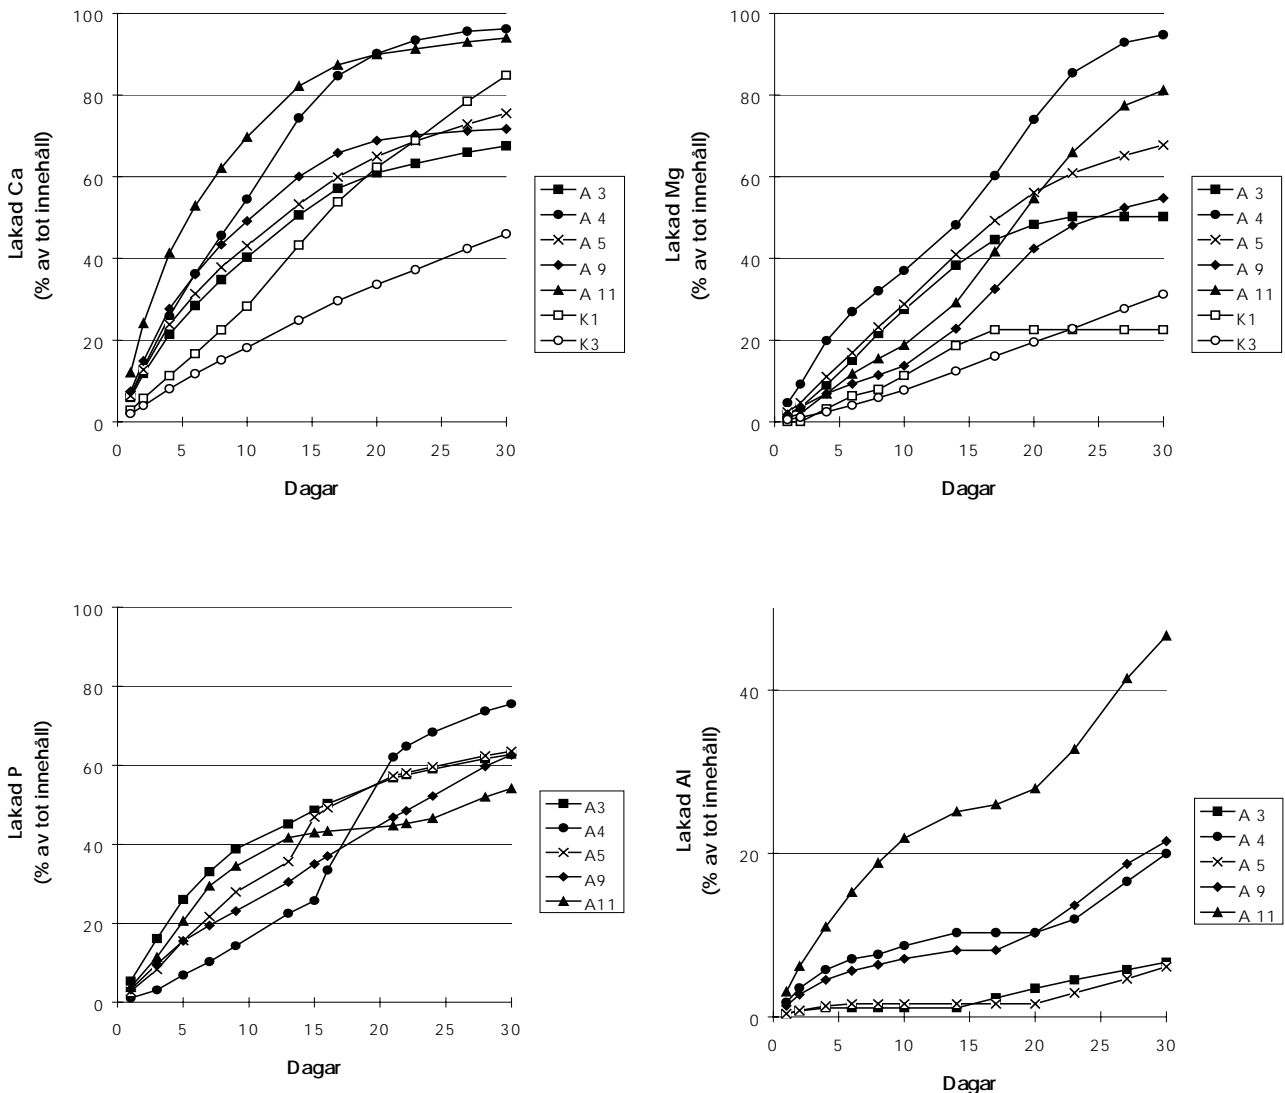 Lakad Ca
(% av tot innehåll)
100
80
60
40
20
0
0 5 10 15 20 25 30
Dagar
A 3
A 4
A 5
A 9
A 11
K1
K3
Lakad Mg
(% av tot innehåll)
100
80
60
40
20
0
0 5 10 15 20 25 30
Dagar
A 3
A 4
A 5
A 9
A 11
K1
K3
Lakad P
(% av tot innehåll)
100
80
60
40
20
0
0 5 10 15 20 25 30
Dagar
A3
A4
A5
A9
A11
Lakad Al
(% av tot innehåll)
40
20
0
0 5 10 15 20 25 30
Dagar
A 3
A 4
A 5
A 9
A 11